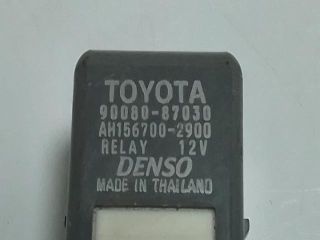 TOYOTA
90080-87030
AH156700-2900
RELAY 12V
DENSO
MADE IN THAILAND